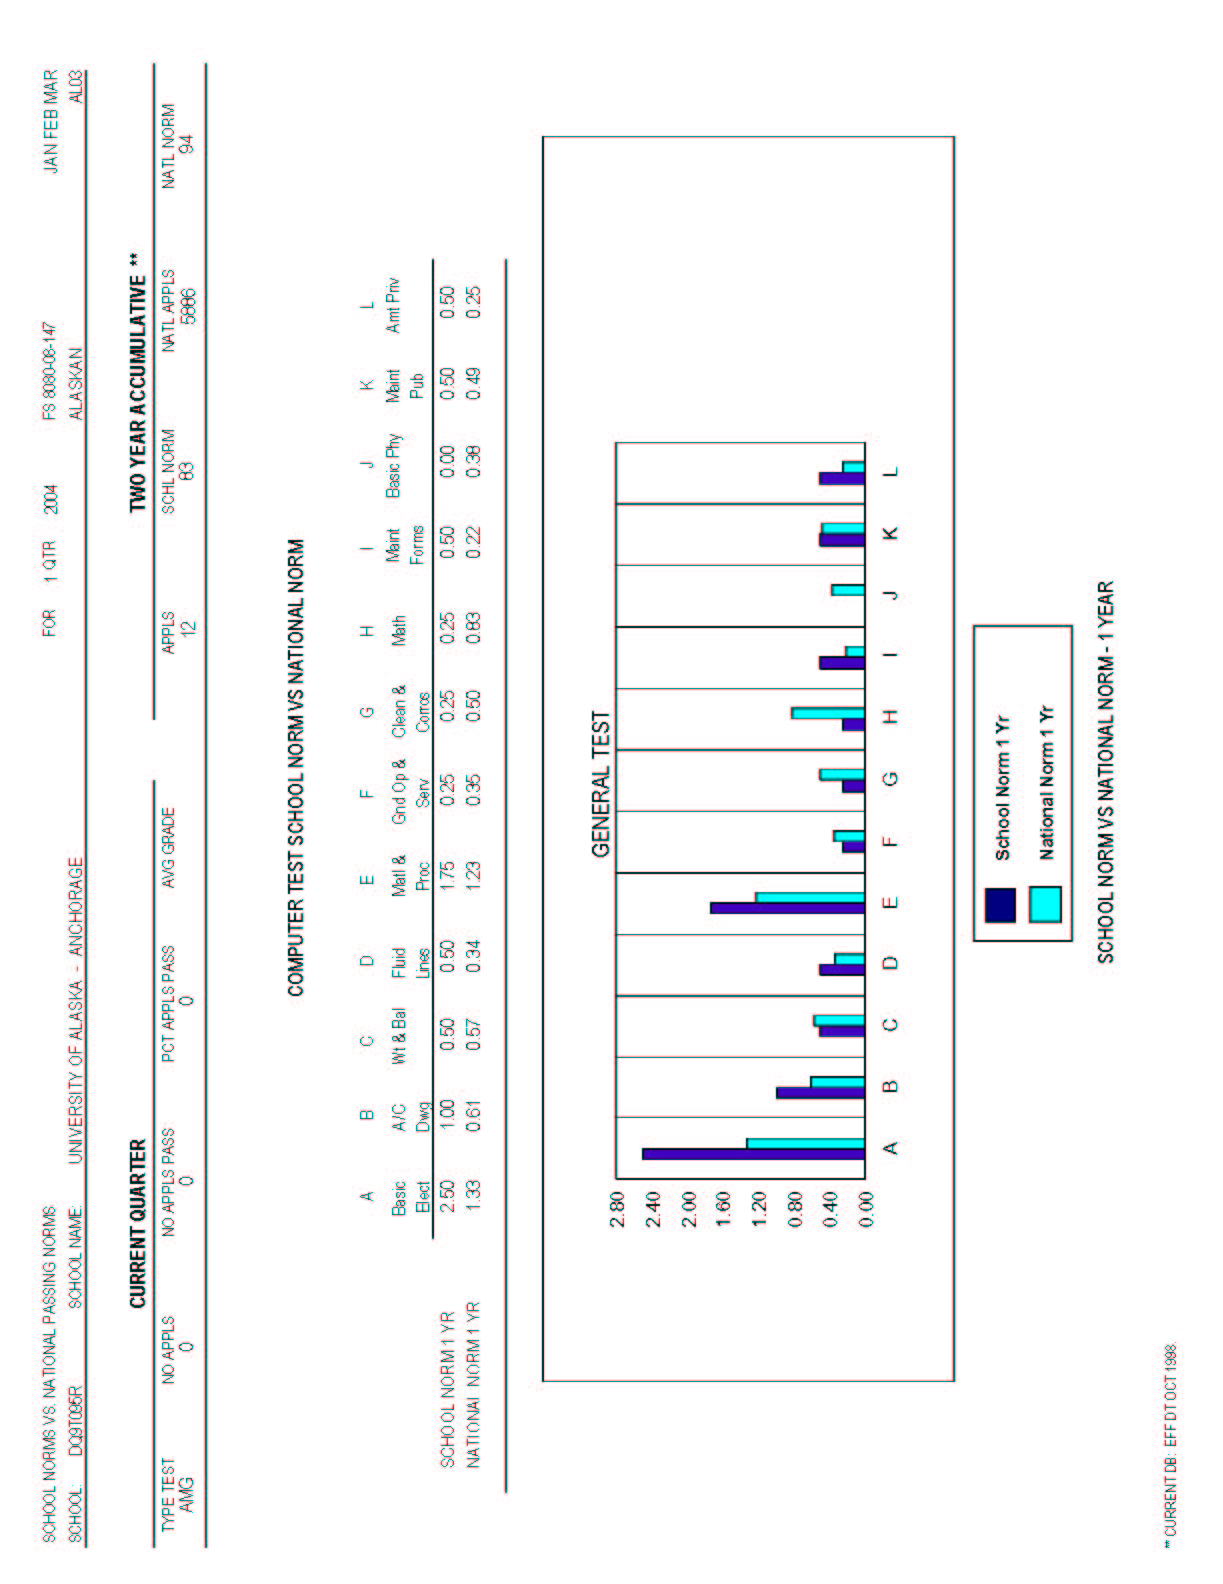 SCHOOL NORMS VS. NATIONAL PASSING NORMS FOR 1 QTR 2004 FS 8080-08-147 JAN FEB MAR
SCHOOL: DQ9T095R SCHOOL NAME: UNIVERSITY OF ALASKA - ANCHORAGE ALASKAN AL03
CURRENT QUARTER TWO YEAR ACCUMULATIVE **
TYPE TEST NO APPLS NO APPLS PASS PCT APPLS PASS AVG GRADE APPLS SCHL NORM NATL APPLS NATL NORM
AMG 0 0 0 12 83 5886 94
COMPUTER TEST SCHOOL NORM VS NATIONAL NORM
A B C D E F G H I J K L
Basic A/C Wt & Bal Fluid Matl & Gnd Op & Clean & Math Maint Basic Phy Maint Amt Priv
Elect Dwg Lines Proc Serv Corros Forms Pub
SCHOOL NORM 1 YR 2.50 1.00 0.50 0.50 1.75 0.25 0.25 0.25 0.50 0.00 0.50 0.50
NATIONAL NORM 1 YR 1.33 0.61 0.57 0.34 1.23 0.35 0.50 0.83 0.22 0.38 0.49 0.25
GENERAL TEST
2.80
2.40
2.00
1.60
1.20
0.80
0.40
0.00
A B C D E F G H I J K L
School Norm 1 Yr
National Norm 1 Yr
SCHOOL NORM VS NATIONAL NORM - 1 YEAR
** CURRENT DB: EFF DT OCT 1998.